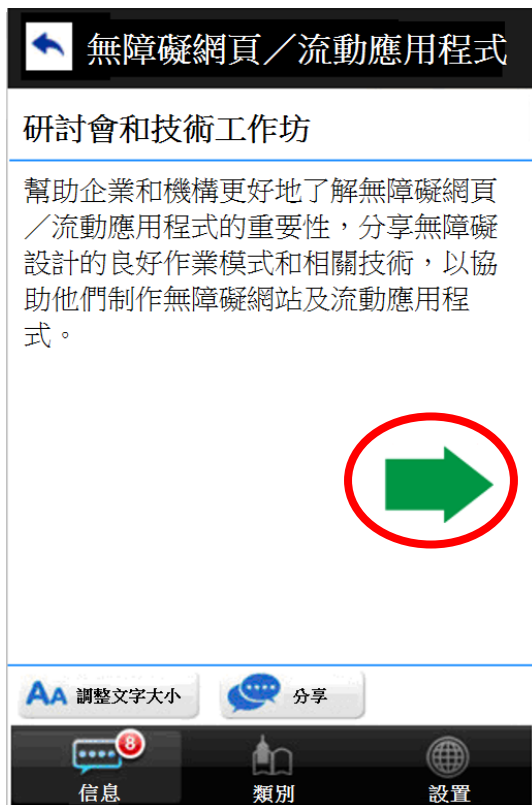 無障礙網頁／流動應用程式
研討會和技術工作坊
幫助企業和機構更好地了解無障礙網頁
／流動應用程式的重要性，分享無障礙
設計的良好作業模式和相關技術，以協
助他們制作無障礙網站及流動應用程
式。
AA 調整文字大小
分享
8
信息
類別
設置